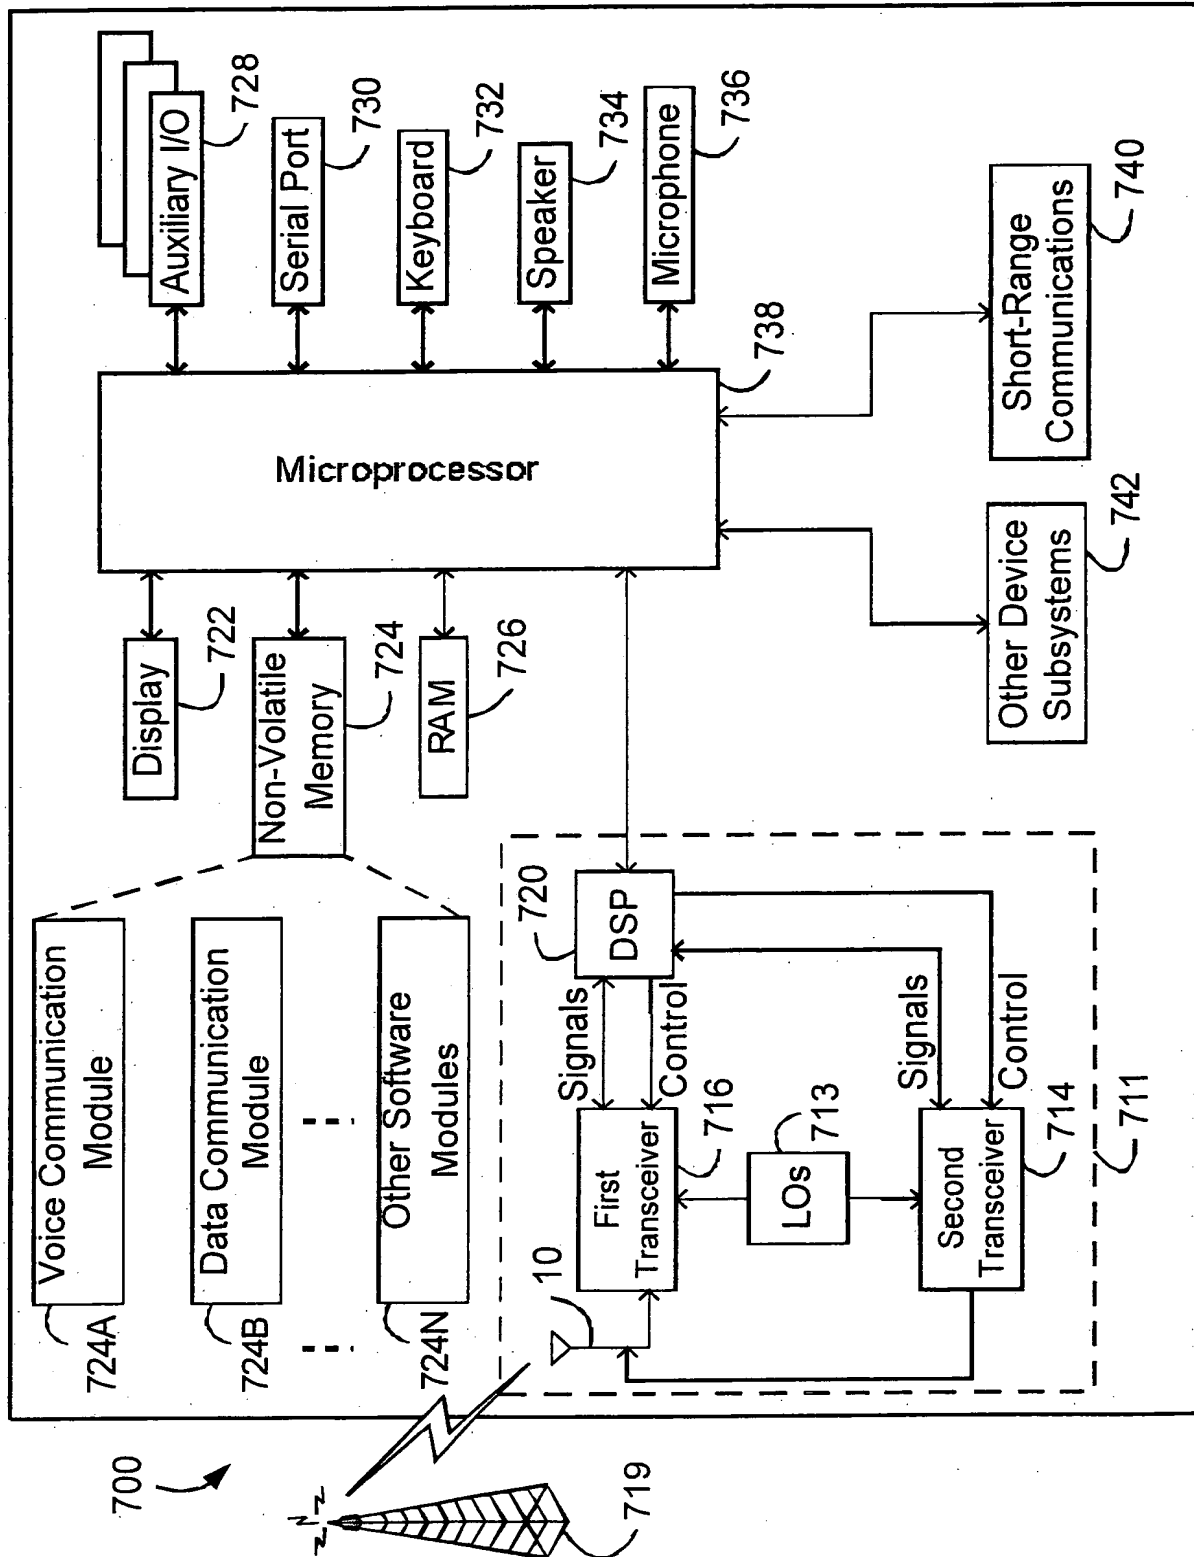 700
719
Voice Communication
Module
724A
Data Communication
Module
724B
Other Software
Modules
724N
Display
722
Non-Volatile
Memory
724
RAM
726
Microprocessor
738
Auxiliary I/O
728
Serial Port
730
Keyboard
732
Speaker
734
Microphone
736
10
First
Transceiver
716
Signals
Control
DSP
720
LOs
713
Second
Transceiver
714
Signals
Control
711
Other Device
Subsystems
742
Short-Range
Communications
740